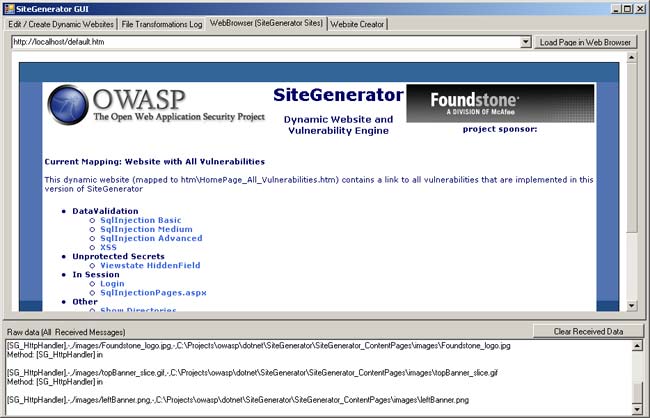 SiteGenerator GUI
Edit / Create Dynamic Websites File Transformations Log WebBrowser (SiteGenerator Sites) Website Creator
http://localhost/default.htm Load Page in Web Browser
OWASP
The Open Web Application Security Project
SiteGenerator
Dynamic Website and
Vulnerability Engine
Foundstone
A DIVISION OF McAfee
project sponsor:
Current Mapping: Website with All Vulnerabilities
This dynamic website (mapped to htm\HomePage_All_Vulnerabilities.htm) contains a link to all vulnerabilities that are implemented in this
version of SiteGenerator
DataValidation
SqlInjection Basic
SqlInjection Medium
SqlInjection Advanced
XSS
Unprotected Secrets
Viewstate HiddenField
In Session
Login
SqlInjectionPages.aspx
Other
Show Directories
Raw data (All Received Messages) Clear Received Data
[SG_HttpHandler],-,/images/Foundstone_logo.jpg,-,C:\Projects\owasp\dotnet\SiteGenerator\SiteGenerator_ContentPages\images\Foundstone_logo.jpg
Method: [SG_HttpHandler] in
[SG_HttpHandler],-,/images/topBanner_slice.gif,-,C:\Projects\owasp\dotnet\SiteGenerator\SiteGenerator_ContentPages\images\topBanner_slice.gif
Method: [SG_HttpHandler] in
[SG_HttpHandler],-,/images/leftBanner.png,-,C:\Projects\owasp\dotnet\SiteGenerator\SiteGenerator_ContentPages\images\leftBanner.png